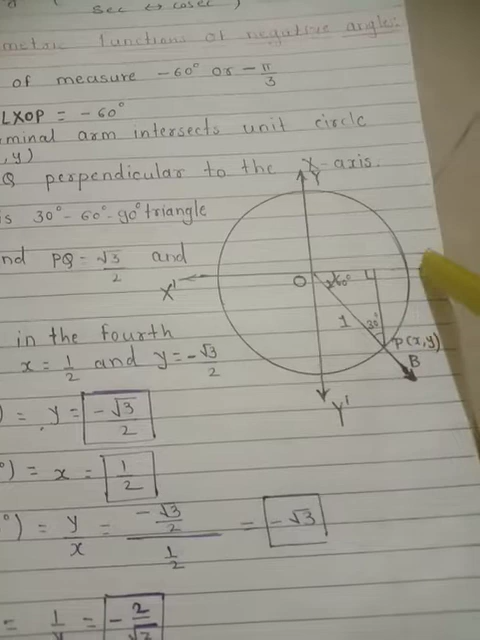 sec ↔ cosec )
metric functions of negative angle:
of measure -60° or -π/3
LXOP = -60°
minal arm intersects unit circle
, y)
Q perpendicular to the X-axis.
is 30°-60°-90° triangle
nd PQ = √3/2 and
in the fourth
x = 1/2 and y = -√3/2
) = y = -√3/2
°) = x = 1/2
°) = y/x = (-√3/2)/(1/2) = -√3
= 1/y = -2/√3
Y
X'
O
60°
1
30°
P(x,y)
B
Y'